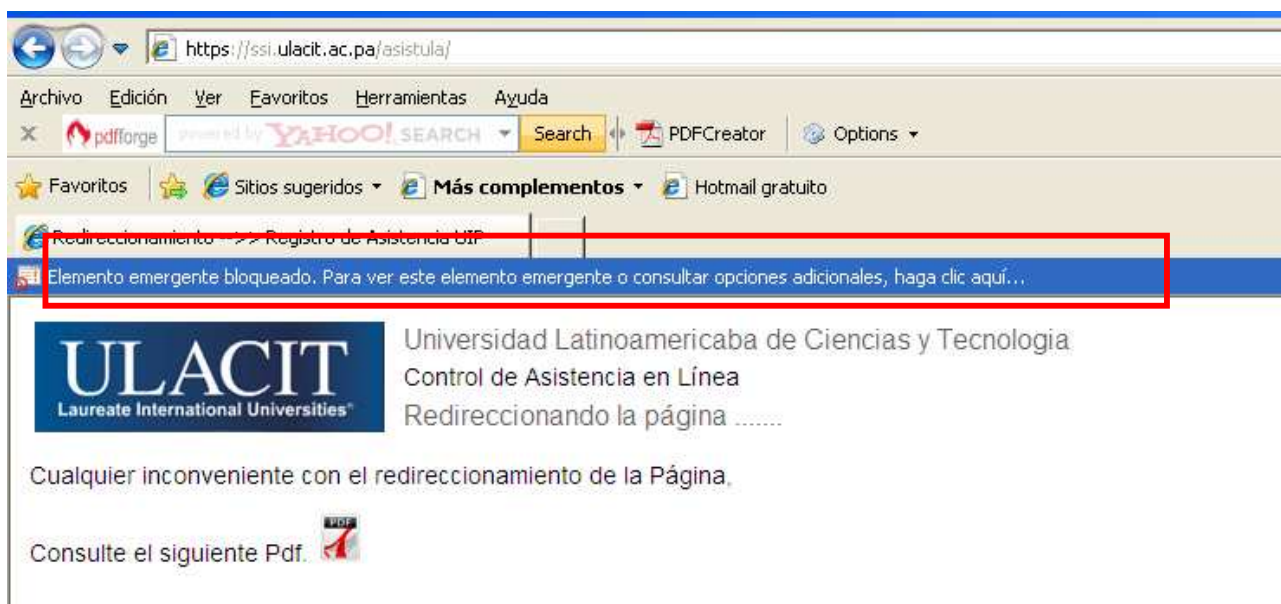 https://ssi.ulacit.ac.pa/asistula/
Archivo Edición Ver Favoritos Herramientas Ayuda
x pdfforge powered by YAHOO! SEARCH Search PDFCreator Options
Favoritos Sitios sugeridos Más complementos Hotmail gratuito
Redireccionamiento -->> Registro de Asistencia UIP
Elemento emergente bloqueado. Para ver este elemento emergente o consultar opciones adicionales, haga clic aquí...
ULACIT
Laureate International Universities®
Universidad Latinoamericaba de Ciencias y Tecnologia
Control de Asistencia en Línea
Redireccionando la página .......
Cualquier inconveniente con el redireccionamiento de la Página,
Consulte el siguiente Pdf. PDF